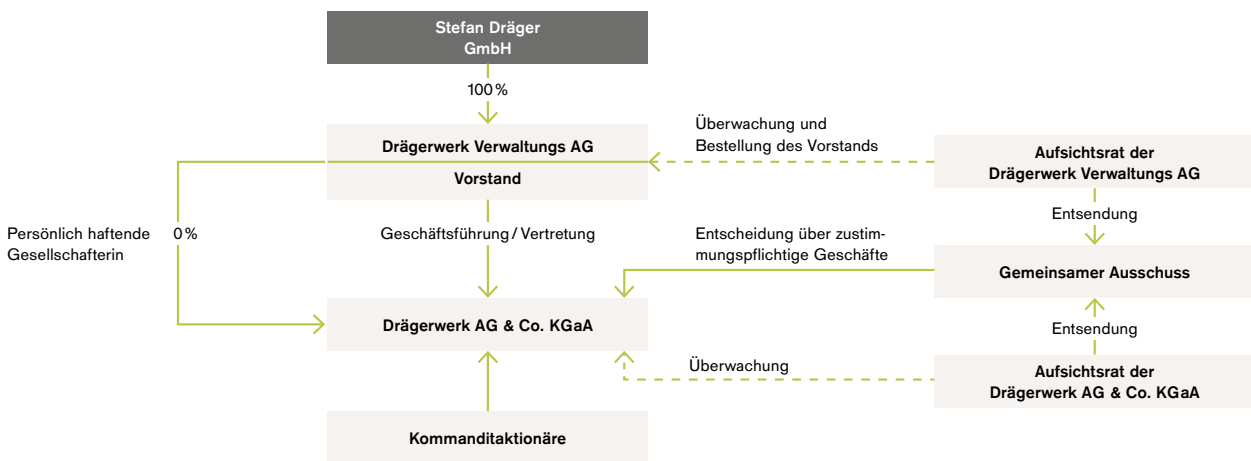 Stefan Dräger
GmbH
100 %
Drägerwerk Verwaltungs AG
Vorstand
Überwachung und
Bestellung des Vorstands
Aufsichtsrat der
Drägerwerk Verwaltungs AG
Persönlich haftende
Gesellschafterin
0 %
Geschäftsführung / Vertretung
Entscheidung über zustim-
mungspflichtige Geschäfte
Entsendung
Gemeinsamer Ausschuss
Drägerwerk AG & Co. KGaA
Entsendung
Überwachung
Aufsichtsrat der
Drägerwerk AG & Co. KGaA
Kommanditaktionäre